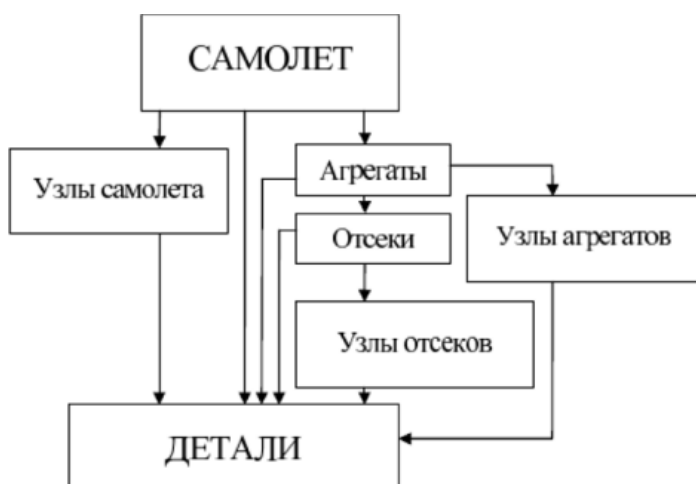 САМОЛЕТ
Узлы самолета
Агрегаты
Отсеки
Узлы агрегатов
Узлы отсеков
ДЕТАЛИ